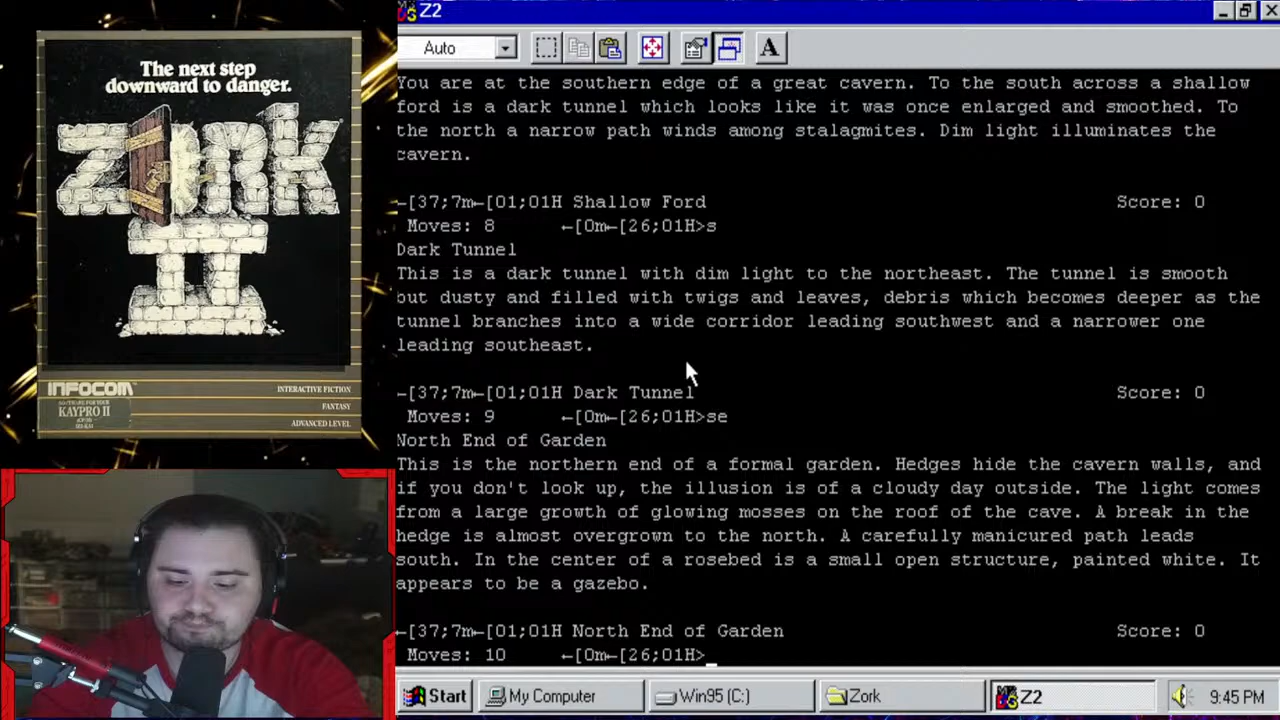 The next step
downward to danger.
ZORK
II
INFOCOM
INTERACTIVE FICTION
FANTASY
ADVANCED LEVEL
KAYPRO II
Z2
Auto
A
You are at the southern edge of a great cavern. To the south across a shallow
ford is a dark tunnel which looks like it was once enlarged and smoothed. To
the north a narrow path winds among stalagmites. Dim light illuminates the
cavern.
←[37;7m←[01;01H Shallow Ford Score: 0
Moves: 8 ←[0m←[26;01H>s
Dark Tunnel
This is a dark tunnel with dim light to the northeast. The tunnel is smooth
but dusty and filled with twigs and leaves, debris which becomes deeper as the
tunnel branches into a wide corridor leading southwest and a narrower one
leading southeast.
←[37;7m←[01;01H Dark Tunnel Score: 0
Moves: 9 ←[0m←[26;01H>se
North End of Garden
This is the northern end of a formal garden. Hedges hide the cavern walls, and
if you don't look up, the illusion is of a cloudy day outside. The light comes
from a large growth of glowing mosses on the roof of the cave. A break in the
hedge is almost overgrown to the north. A carefully manicured path leads
south. In the center of a rosebed is a small open structure, painted white. It
appears to be a gazebo.
←[37;7m←[01;01H North End of Garden Score: 0
Moves: 10 ←[0m←[26;01H>_
Start My Computer Win95 (C:) Zork Z2 9:45 PM